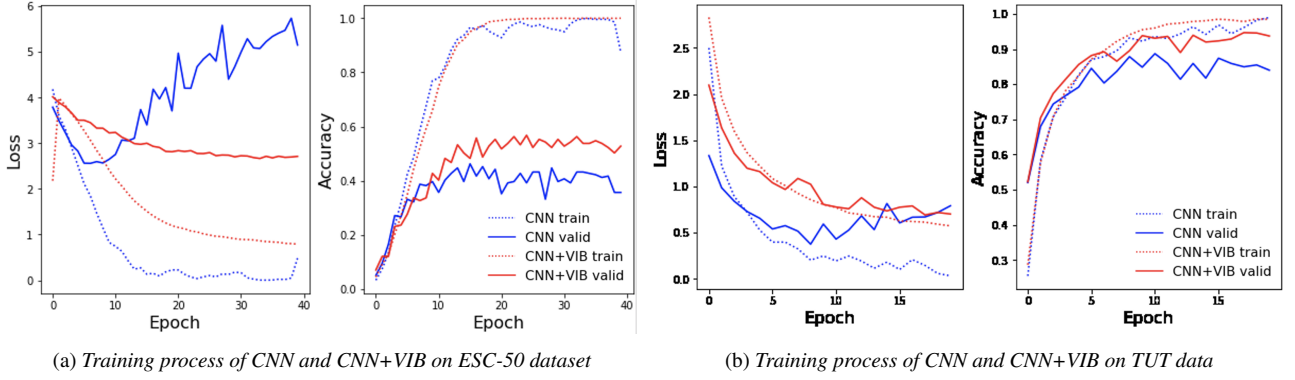 6
5
4
3
2
1
0
Loss
0 10 20 30 40
Epoch
1.0
0.8
0.6
0.4
0.2
0.0
Accuracy
CNN train
CNN valid
CNN+VIB train
CNN+VIB valid
0 10 20 30 40
Epoch
2.5
2.0
1.5
1.0
0.5
0.0
Loss
0 5 10 15
Epoch
1.0
0.9
0.8
0.7
0.6
0.5
0.4
0.3
Accuracy
CNN train
CNN valid
CNN+VIB train
CNN+VIB valid
0 5 10 15
Epoch
(a) Training process of CNN and CNN+VIB on ESC-50 dataset
(b) Training process of CNN and CNN+VIB on TUT data